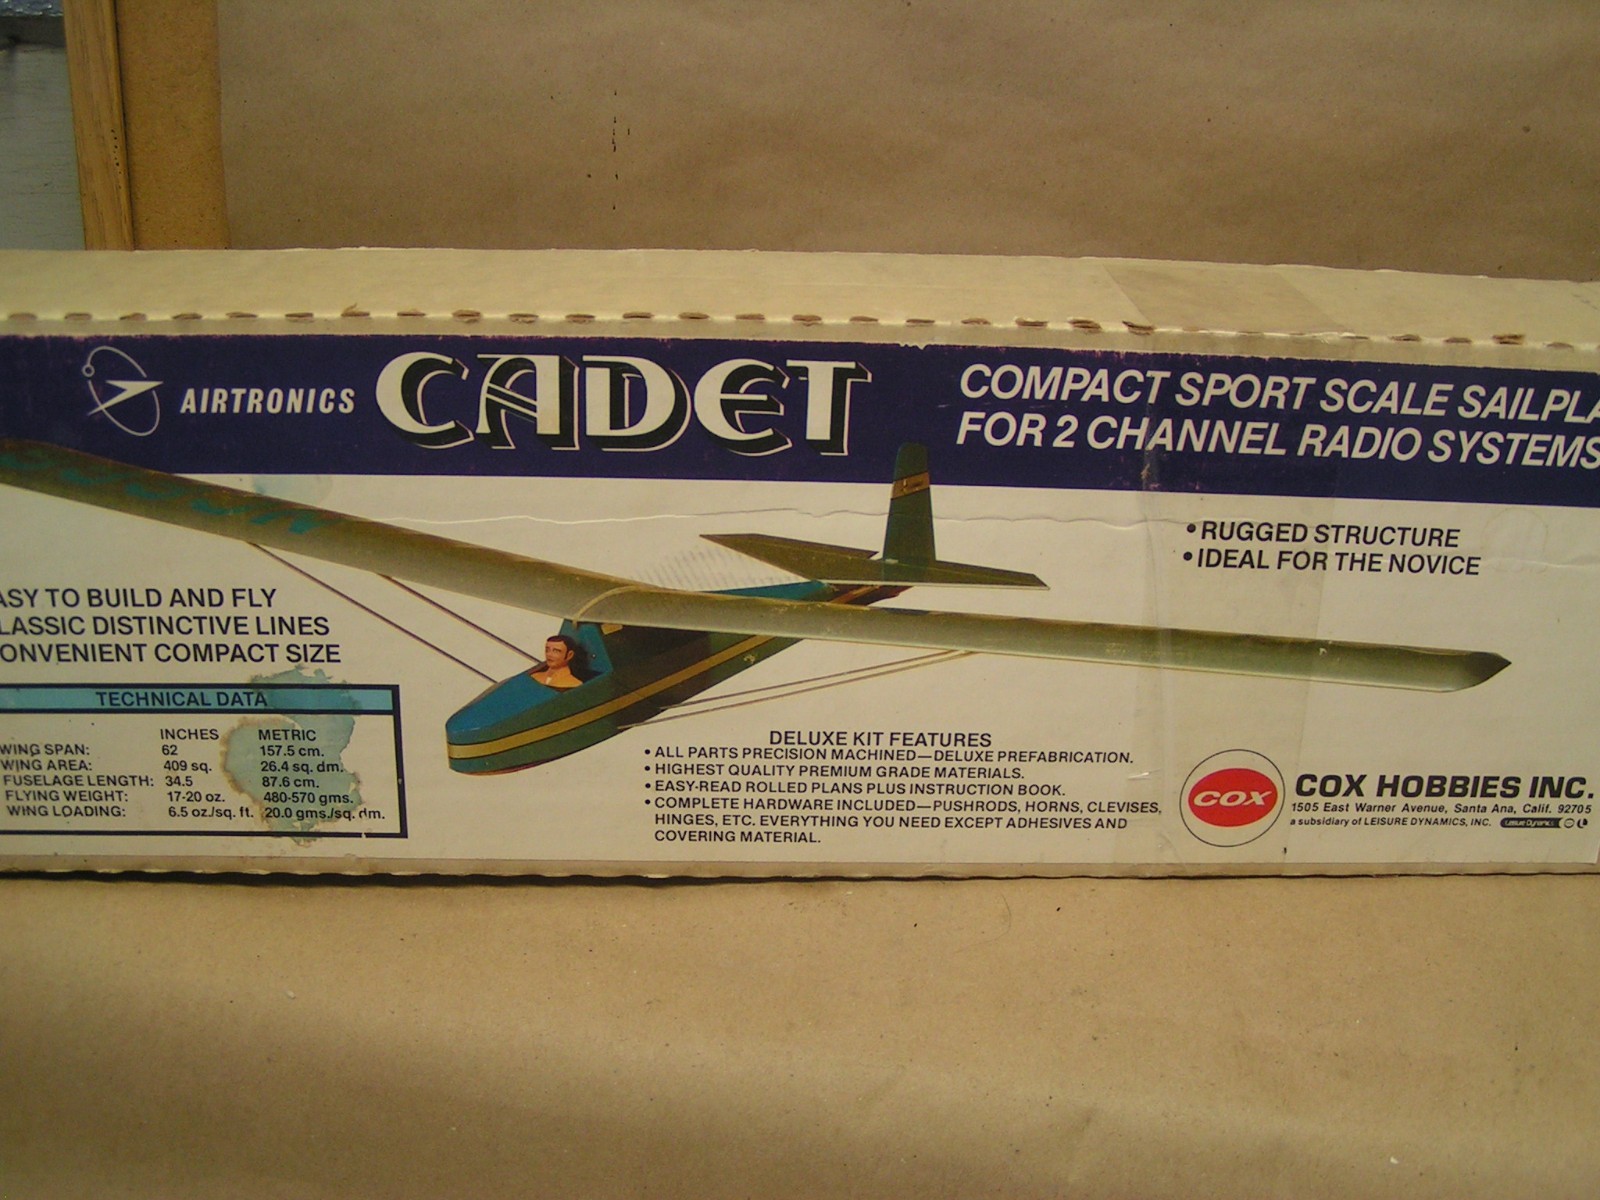 AIRTRONICS
CADET
COMPACT SPORT SCALE SAILPLA
FOR 2 CHANNEL RADIO SYSTEMS
• RUGGED STRUCTURE
• IDEAL FOR THE NOVICE
ASY TO BUILD AND FLY
LASSIC DISTINCTIVE LINES
ONVENIENT COMPACT SIZE
TECHNICAL DATA
INCHES METRIC
WING SPAN: 62 157.5 cm.
WING AREA: 409 sq. 26.4 sq. dm.
FUSELAGE LENGTH: 34.5 87.6 cm.
FLYING WEIGHT: 17-20 oz. 480-570 gms.
WING LOADING: 6.5 oz./sq. ft. 20.0 gms./sq. dm.
DELUXE KIT FEATURES
• ALL PARTS PRECISION MACHINED—DELUXE PREFABRICATION.
• HIGHEST QUALITY PREMIUM GRADE MATERIALS.
• EASY-READ ROLLED PLANS PLUS INSTRUCTION BOOK.
• COMPLETE HARDWARE INCLUDED—PUSHRODS, HORNS, CLEVISES,
HINGES, ETC. EVERYTHING YOU NEED EXCEPT ADHESIVES AND
COVERING MATERIAL.
COX
COX HOBBIES INC.
1505 East Warner Avenue, Santa Ana, Calif. 92705
a subsidiary of LEISURE DYNAMICS, INC. Leisure Dynamics